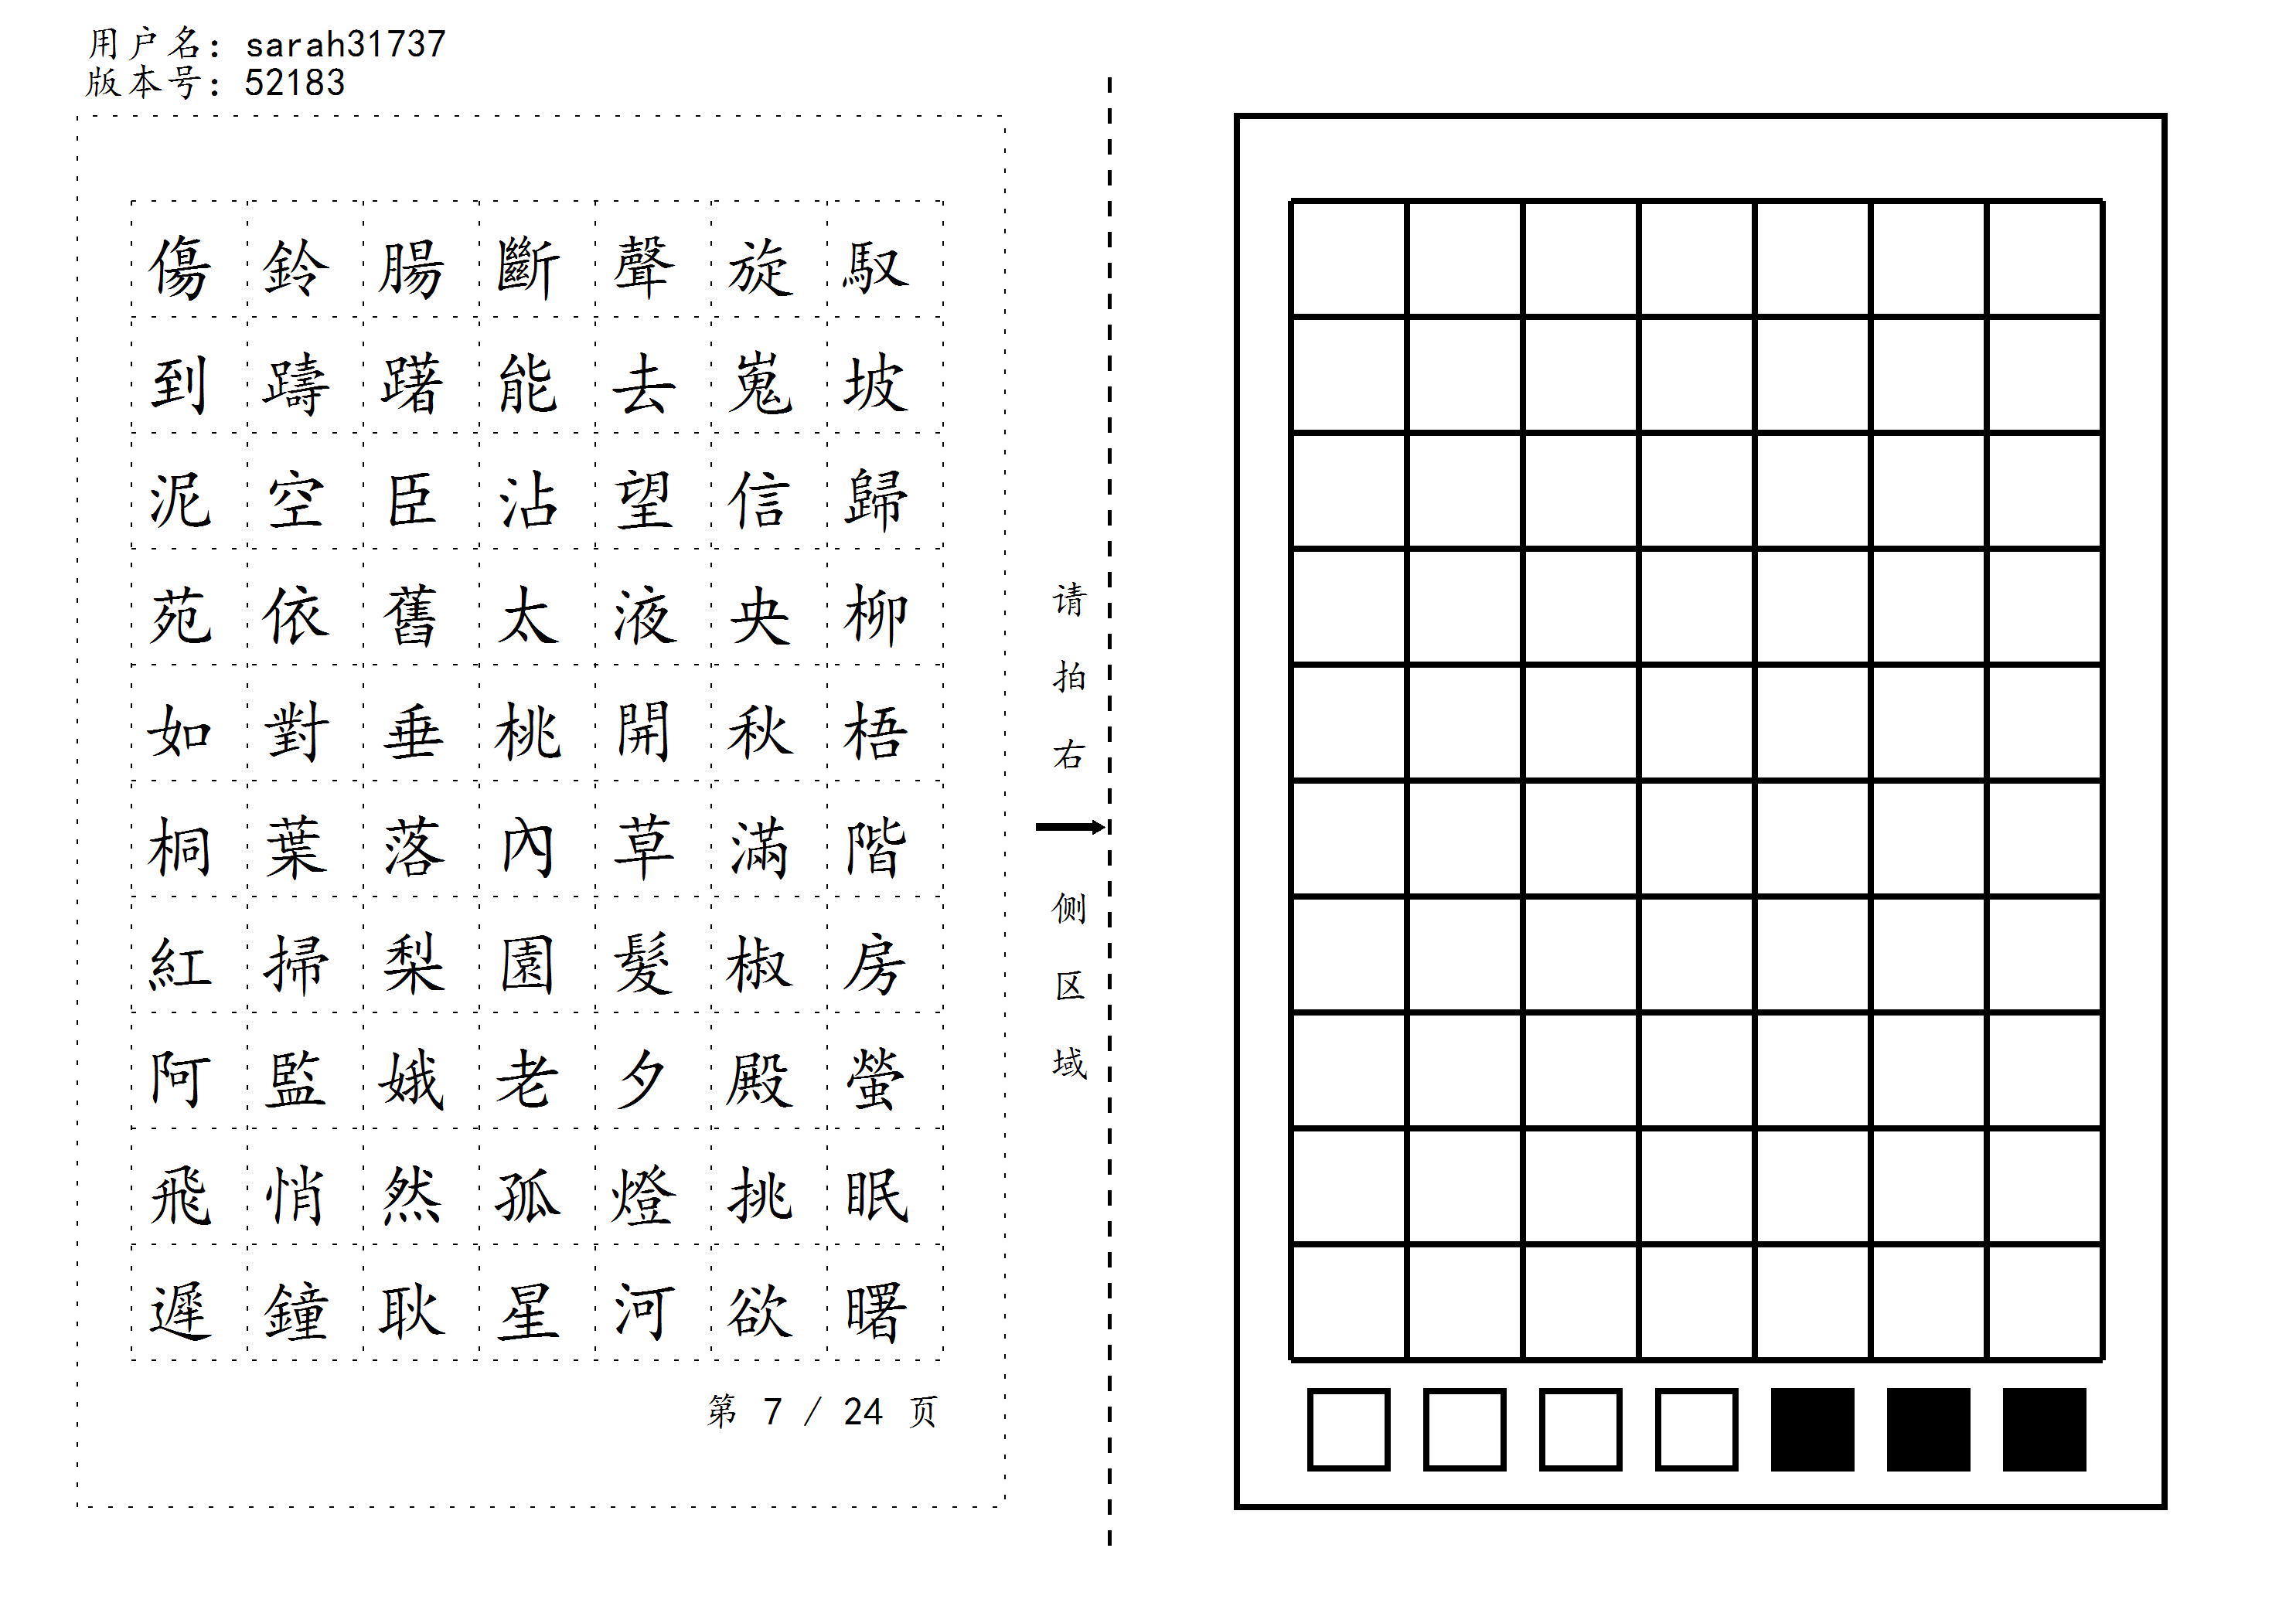 用户名: sarah31737
版本号: 52183
傷鈴腸斷聲旋馭
到躊躇能去嵬坡
泥空臣沾望信歸
苑依舊太液央柳
如對垂桃開秋梧
桐葉落內草滿階
紅掃梨園髮椒房
阿監娥老夕殿螢
飛悄然孤燈挑眠
遲鐘耿星河欲曙
第 7 / 24 页
请拍右
侧区域